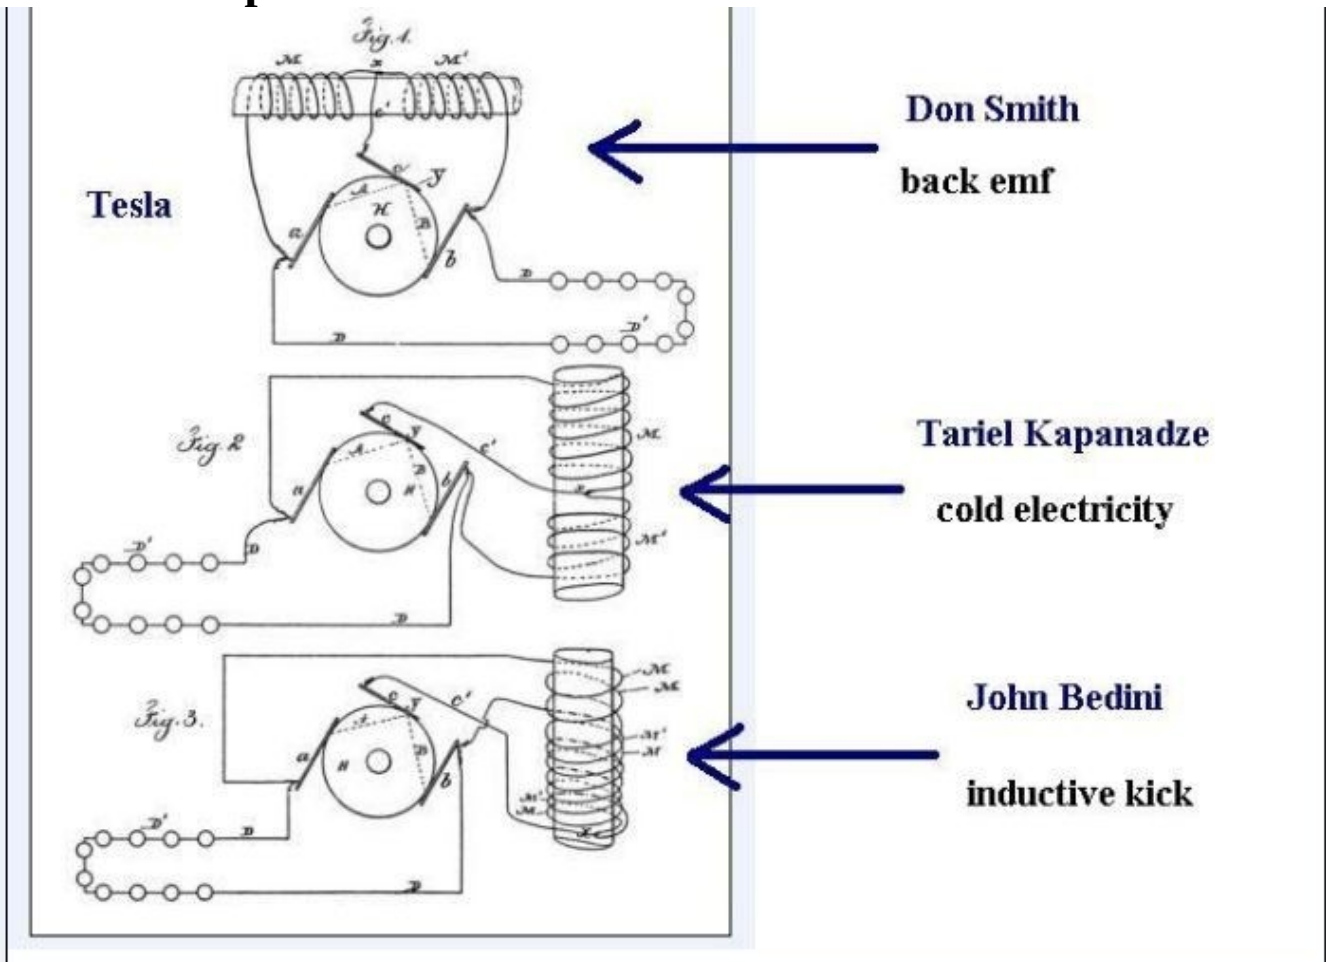 Fig. 1.
M x M'
c'
Don Smith
back emf
Tesla
c y
A
H
a B
b
D
D D'
Fig. 2
c y c' M
A
B
a H b x
D' D M'
D
Tariel Kapanadze
cold electricity
Fig. 3.
c y c' M
M
A
a H B M'
b M
M'
D' D M
x
D
John Bedini
inductive kick